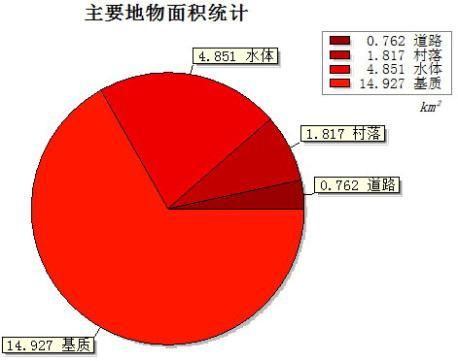 主要地物面积统计
0.762 道路
1.817 村落
4.851 水体
14.927 基质
km²
4.851 水体
1.817 村落
0.762 道路
14.927 基质